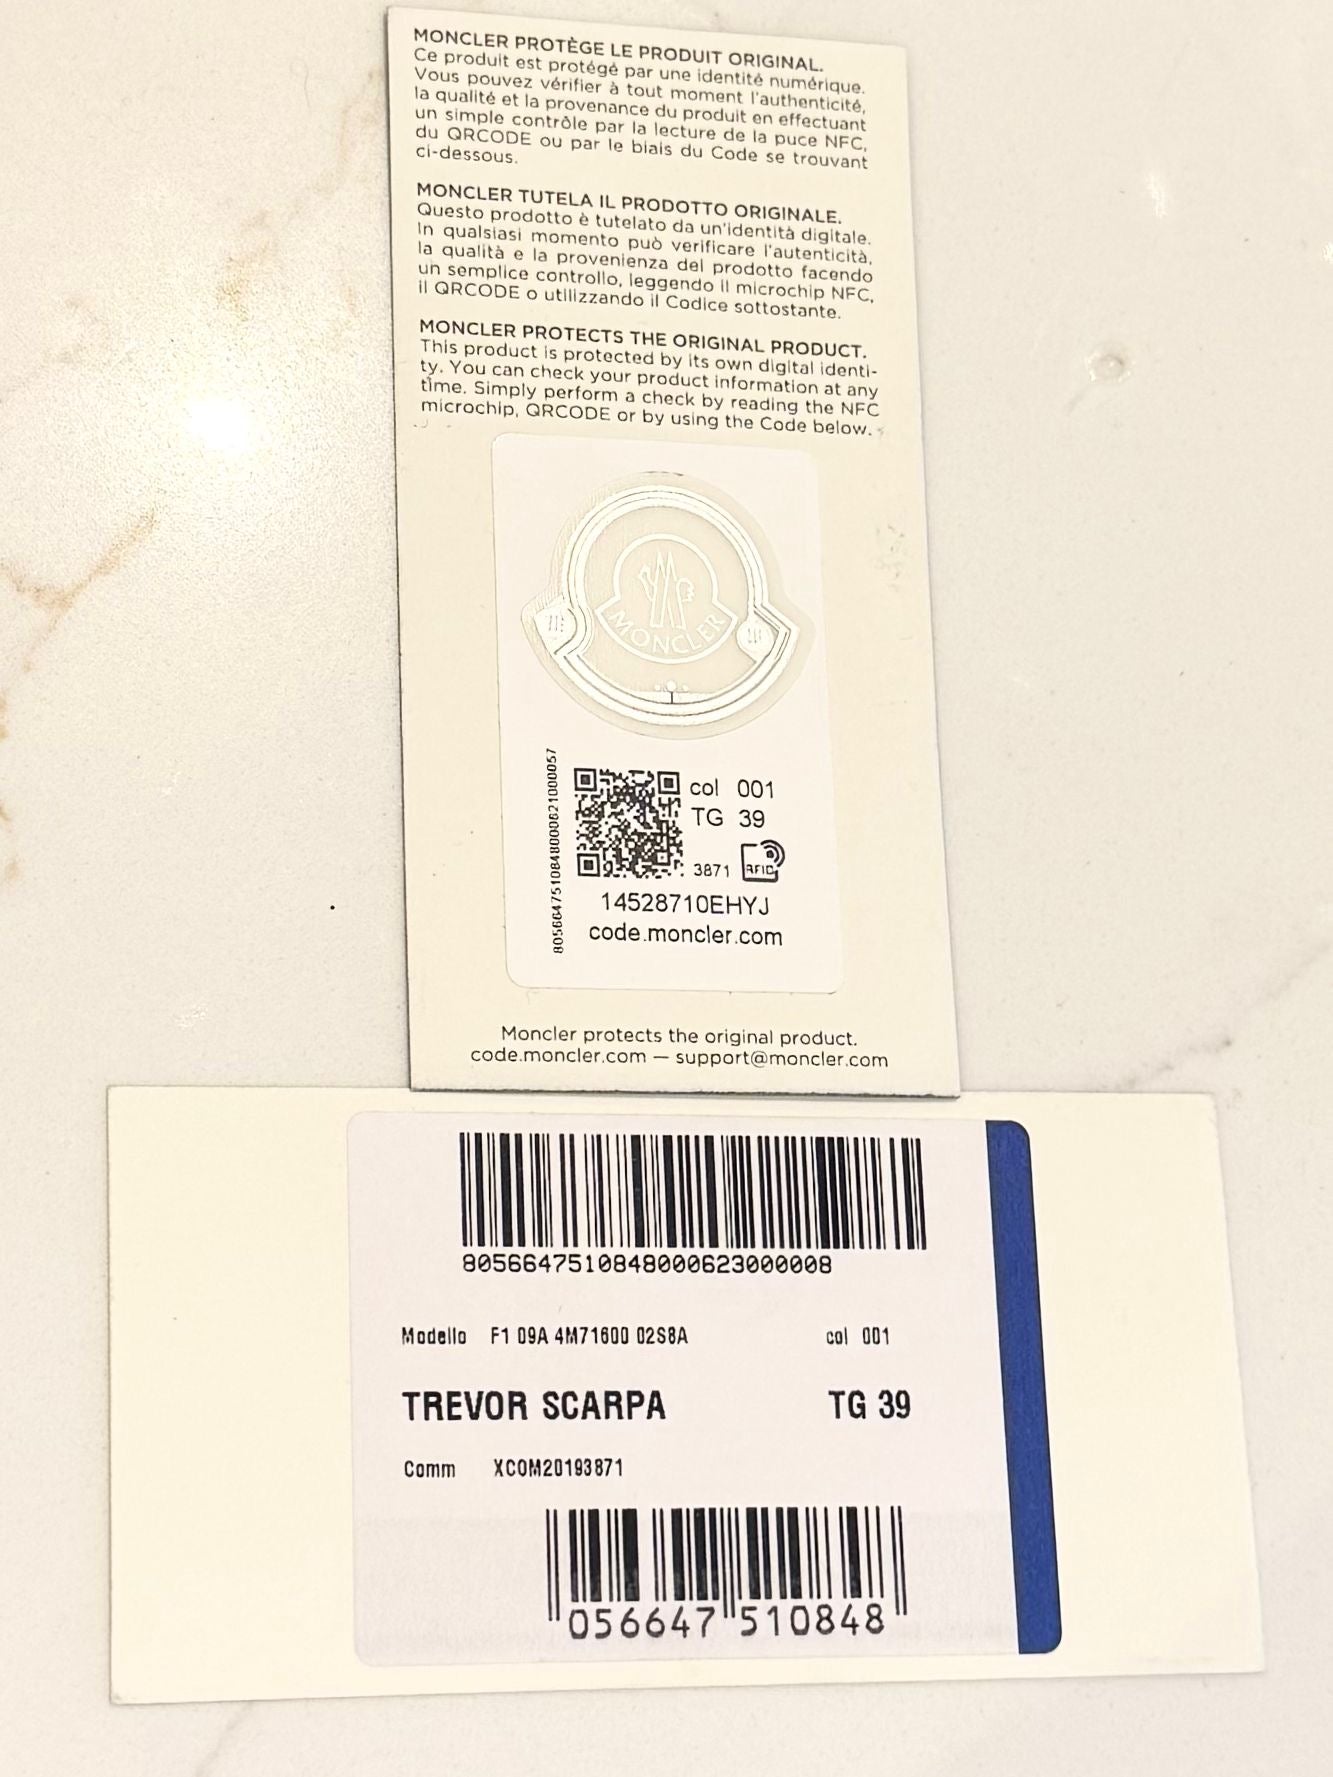 MONCLER PROTÈGE LE PRODUIT ORIGINAL.
Ce produit est protégé par une identité numérique.
Vous pouvez vérifier à tout moment l'authenticité,
la qualité et la provenance du produit en effectuant
un simple contrôle par la lecture de la puce NFC,
du QRCODE ou par le biais du Code se trouvant
ci-dessous.
MONCLER TUTELA IL PRODOTTO ORIGINALE.
Questo prodotto è tutelato da un'identità digitale.
In qualsiasi momento può verificare l'autenticità,
la qualità e la provenienza del prodotto facendo
un semplice controllo, leggendo il microchip NFC,
il QRCODE o utilizzando il Codice sottostante.
MONCLER PROTECTS THE ORIGINAL PRODUCT.
This product is protected by its own digital identi-
ty. You can check your product information at any
time. Simply perform a check by reading the NFC
microchip, QRCODE or by using the Code below.
MONCLER
8056647510848000621000057
col 001
TG 39
3871 RFID
14528710EHYJ
code.moncler.com
Moncler protects the original product.
code.moncler.com — support@moncler.com
8056647510848000623000008
Modello F1 09A 4M71600 02S8A col 001
TREVOR SCARPA TG 39
Comm XCOM20193871
056647 510848